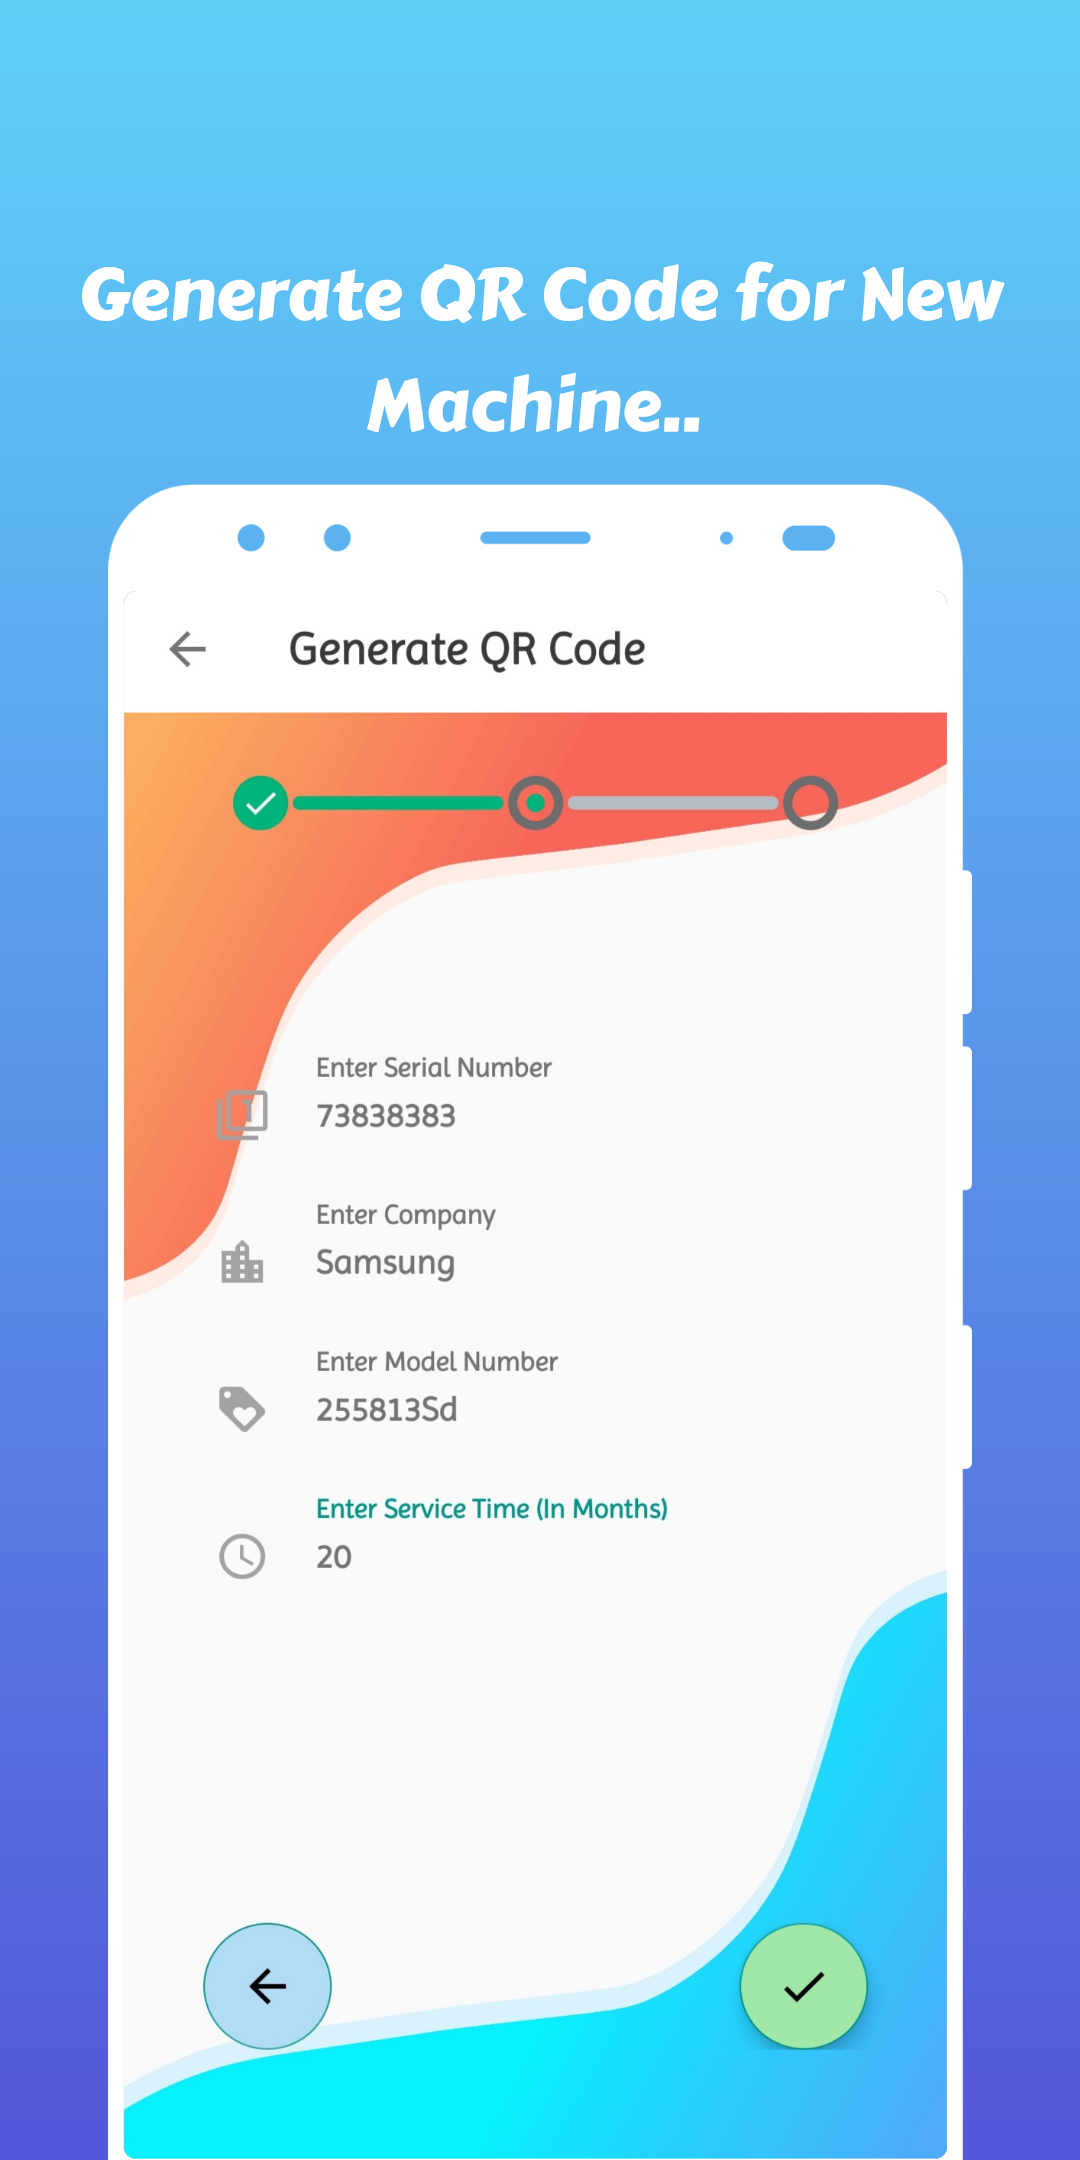 Generate QR Code for New
Machine..
Generate QR Code
Enter Serial Number
1
73838383
Enter Company
Samsung
Enter Model Number
255813Sd
Enter Service Time (In Months)
20